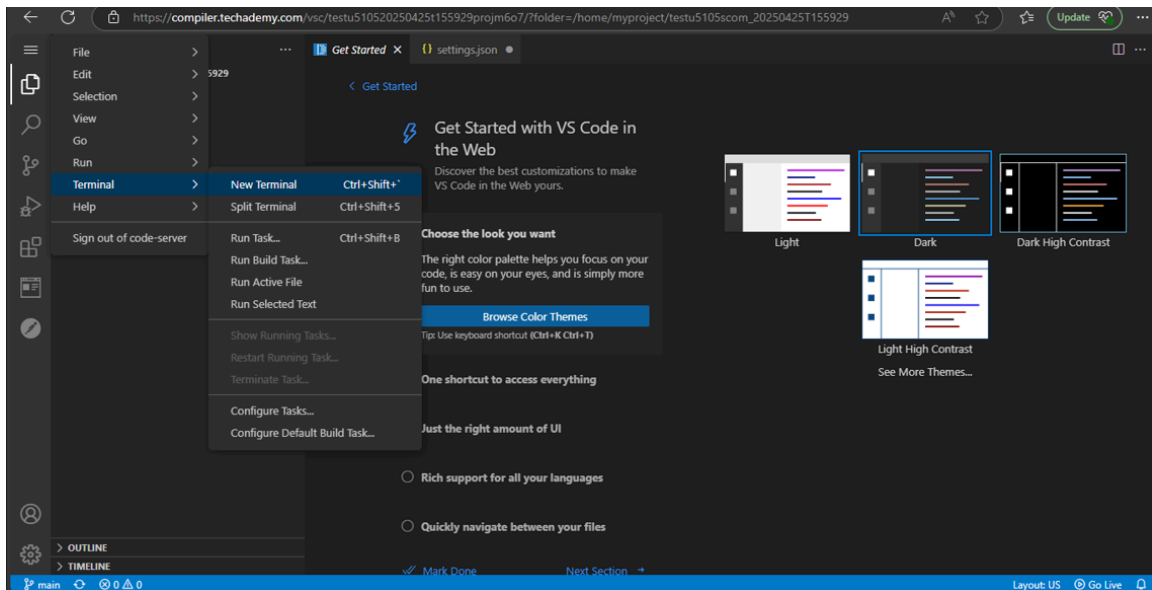 https://compiler.techademy.com/vsc/testu510520250425t155929projm6o7/?folder=/home/myproject/testu5105scom_20250425T155929
Update
File
Edit
Selection
View
Go
Run
Terminal
Help
Sign out of code-server
5929
New Terminal Ctrl+Shift+`
Split Terminal Ctrl+Shift+5
Run Task... Ctrl+Shift+B
Run Build Task...
Run Active File
Run Selected Text
Show Running Tasks...
Restart Running Task...
Terminate Task...
Configure Tasks...
Configure Default Build Task...
Get Started
{} settings.json
< Get Started
Get Started with VS Code in
the Web
Discover the best customizations to make
VS Code in the Web yours.
Choose the look you want
The right color palette helps you focus on your
code, is easy on your eyes, and is simply more
fun to use.
Browse Color Themes
Tip: Use keyboard shortcut (Ctrl+K Ctrl+T)
One shortcut to access everything
Just the right amount of UI
Rich support for all your languages
Quickly navigate between your files
Mark Done Next Section →
Light
Dark
Dark High Contrast
Light High Contrast
See More Themes...
OUTLINE
TIMELINE
main 0 0 Layout: US Go Live